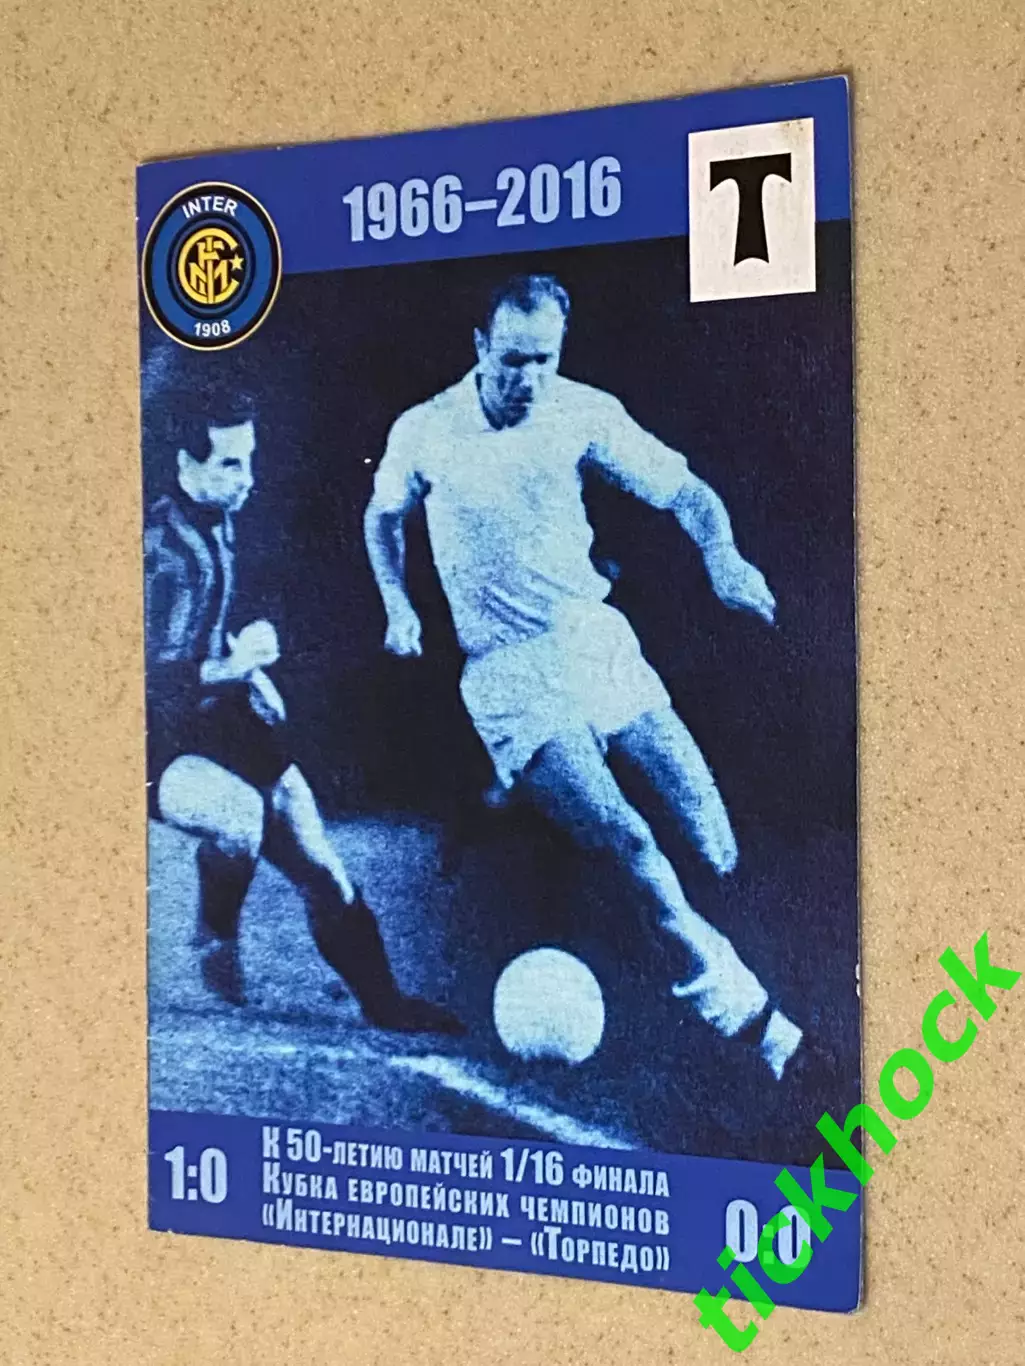 1966–2016
INTER
1908
Т
1:0
К 50-летию матчей 1/16 финала
Кубка европейских чемпионов
«Интернационале» – «Торпедо»
0:0
tickhock